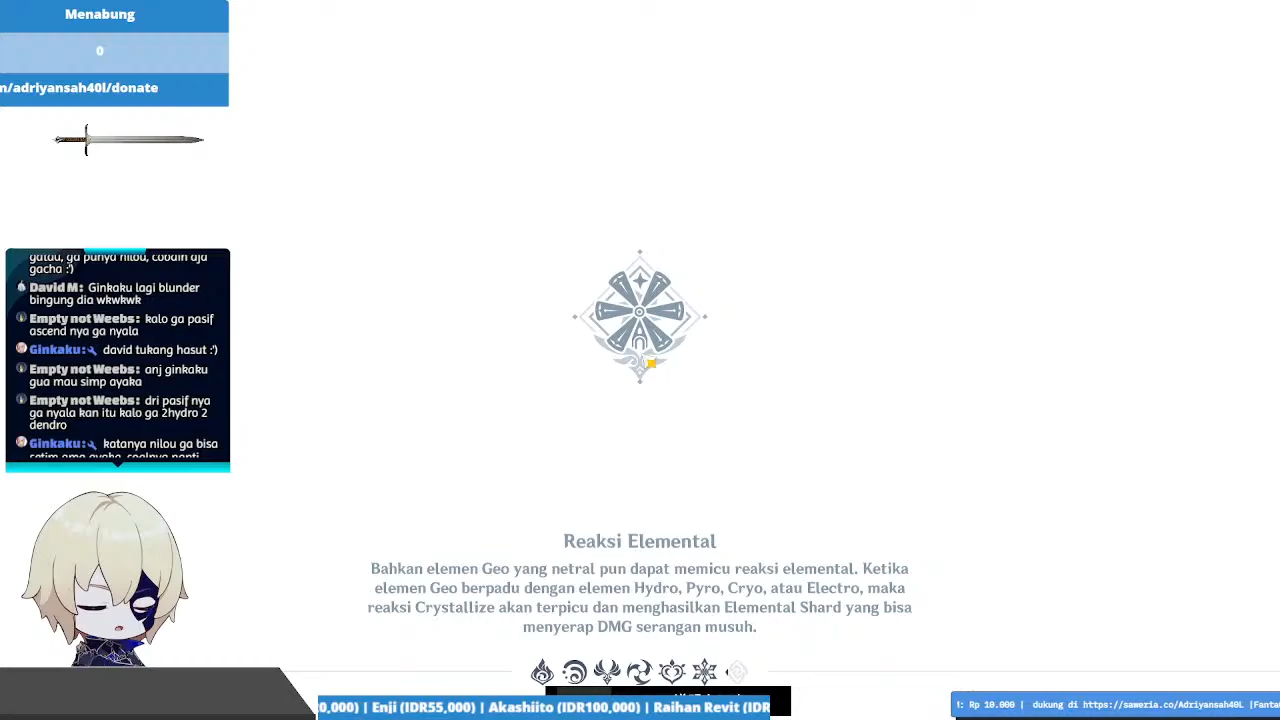 Menabung
0
n/adriyansah40l/donate
galau, ga punya nilou, cobain aja
gacha :')
David M: Ginkaku lagi blunder
bingung dia wkwkwk
Empty not Weebs: kalo ga pasif
ascend nya ga nyala
Ginkaku: david tukang hasut :')
Empty not Weebs: anj ginkaku
gua mau simp ayaka
Empty not Weebs: dri pasif nya
ga nyala kan itu kalo ga 2hydro 2
dendro
Ginkaku: katanya nilou ga bisa
Reaksi Elemental
Bahkan elemen Geo yang netral pun dapat memicu reaksi elemental. Ketika
elemen Geo berpadu dengan elemen Hydro, Pyro, Cryo, atau Electro, maka
reaksi Crystallize akan terpicu dan menghasilkan Elemental Shard yang bisa
menyerap DMG serangan musuh.
0,000) | Enji (IDR55,000) | Akashiito (IDR100,000) | Raihan Revit (IDR
1: Rp 10.000 | dukung di https://saweria.co/Adriyansah40L |Fanta